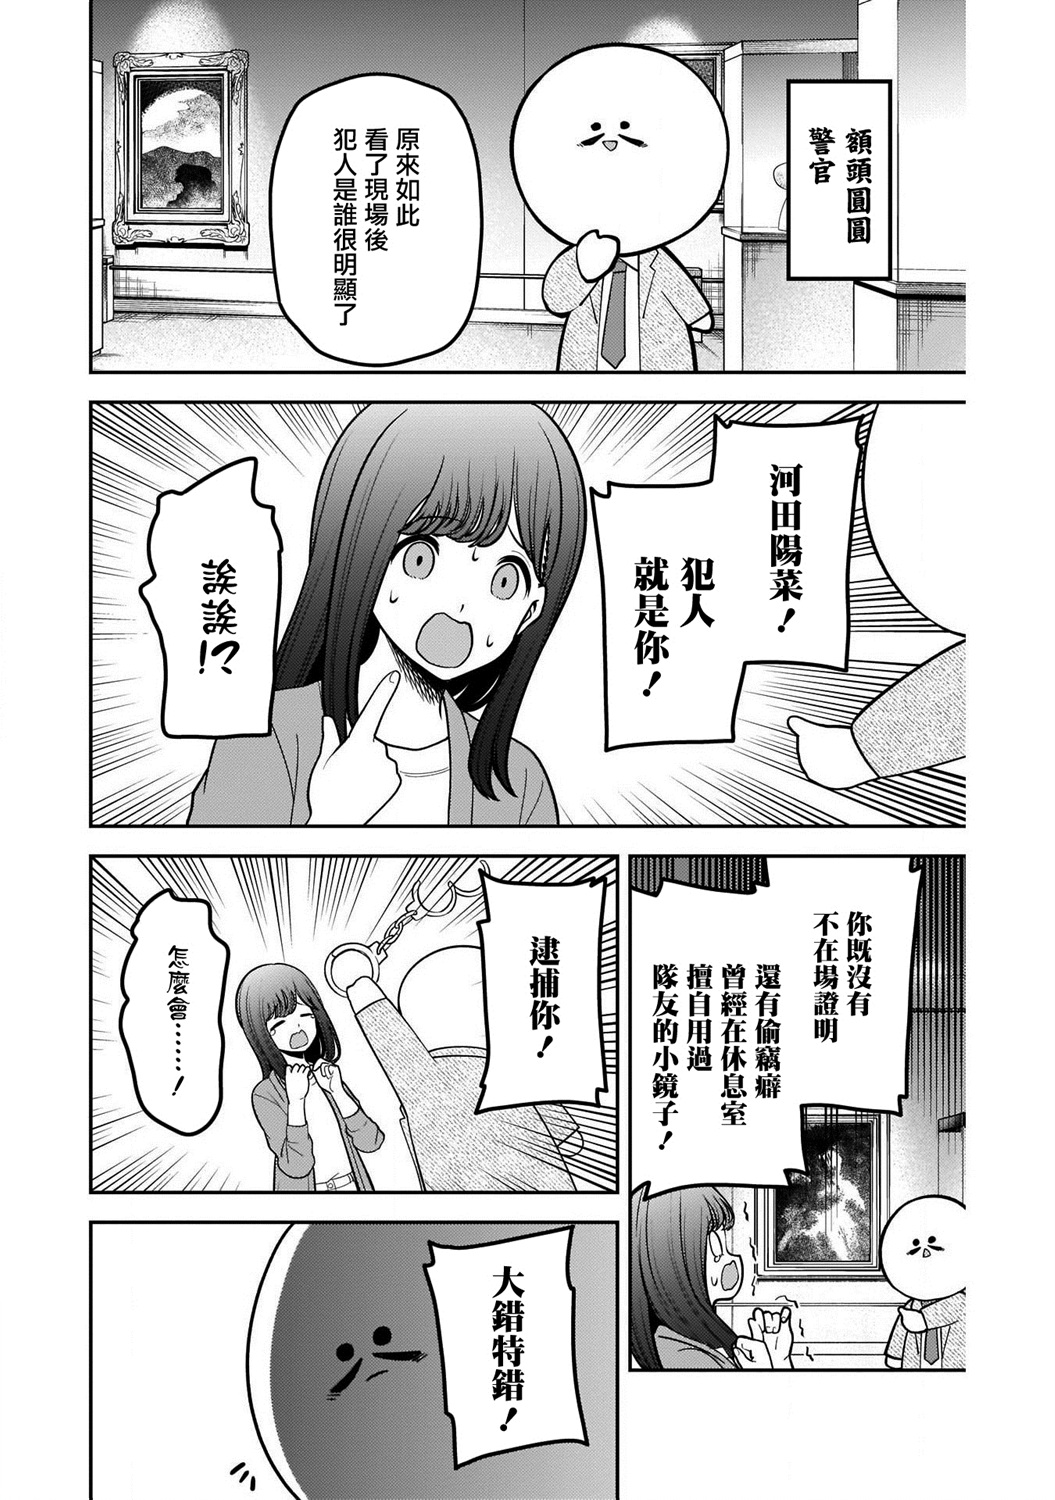 額頭圓圓
警官
原來如此
看了現場後
犯人是誰很明顯了
河田陽菜！
犯人
就是你！
誒誒!?
你既沒有
不在場證明
還有偷竊癖
曾經在休息室
擅自用過
隊友的小鏡子！
逮捕你！
怎麼會……！
大錯特錯！